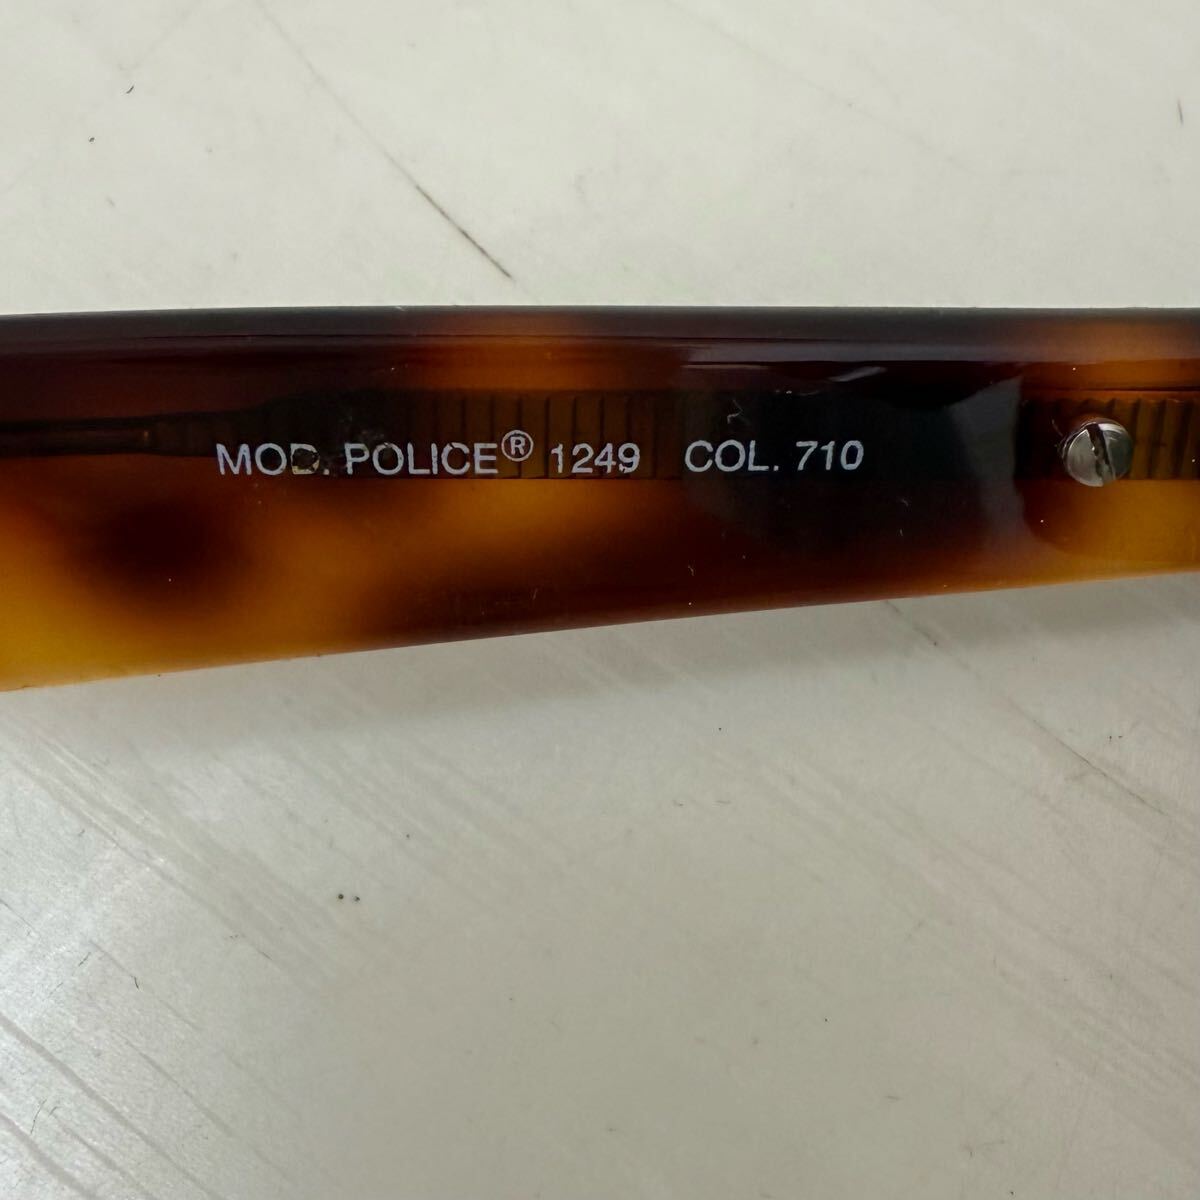 MOD. POLICE® 1249 COL. 710